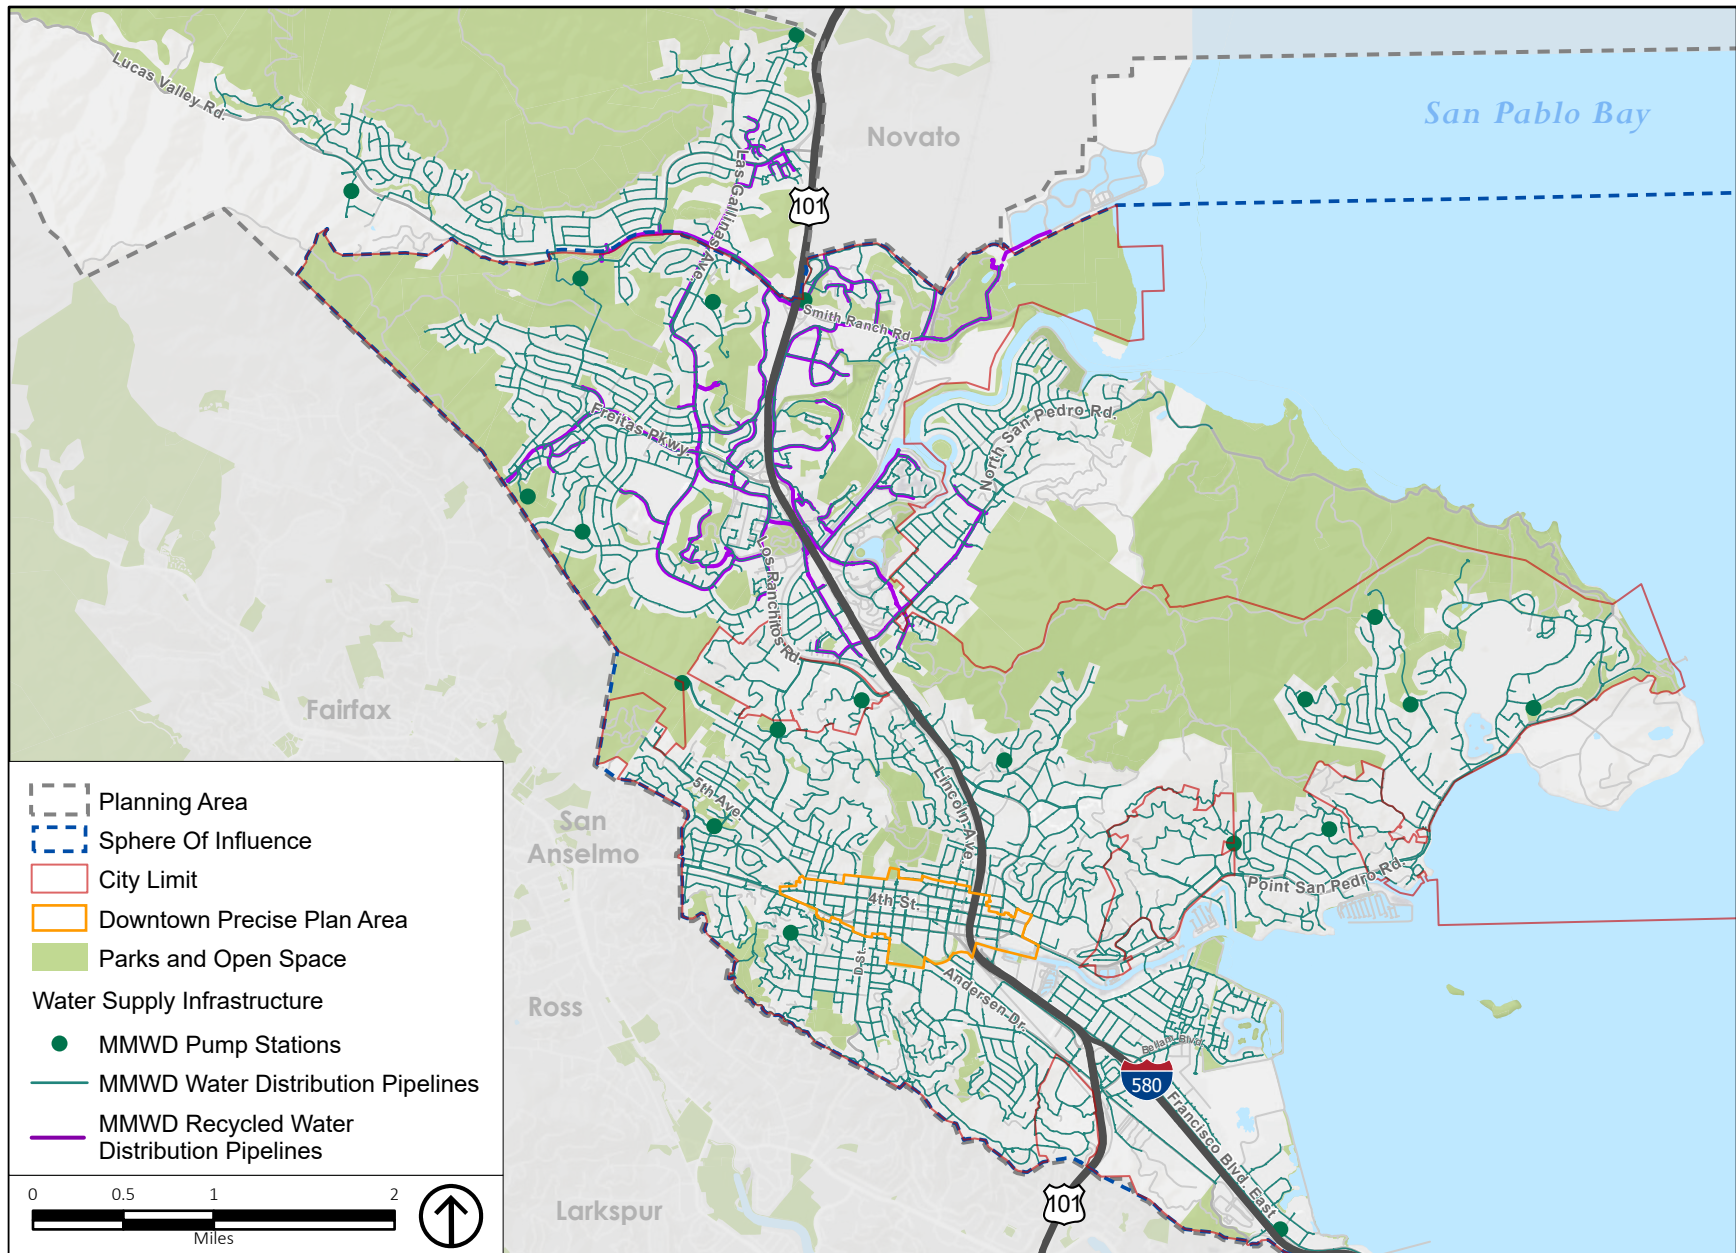 San Pablo Bay
Lucas Valley Rd.
Novato
Las Gallinas Ave.
101
Smith Ranch Rd.
Freitas Pkwy.
North San Pedro Rd.
Los Ranchitos Rd.
Fairfax
San
Anselmo
5th Ave.
Lincoln Ave.
4th St.
Point San Pedro Rd.
D St.
Andersen Dr.
Ross
Bellam Blvd.
580
Francisco Blvd. East
101
Larkspur
Planning Area
Sphere Of Influence
City Limit
Downtown Precise Plan Area
Parks and Open Space
Water Supply Infrastructure
MMWD Pump Stations
MMWD Water Distribution Pipelines
MMWD Recycled Water
Distribution Pipelines
0 0.5 1 2
Miles